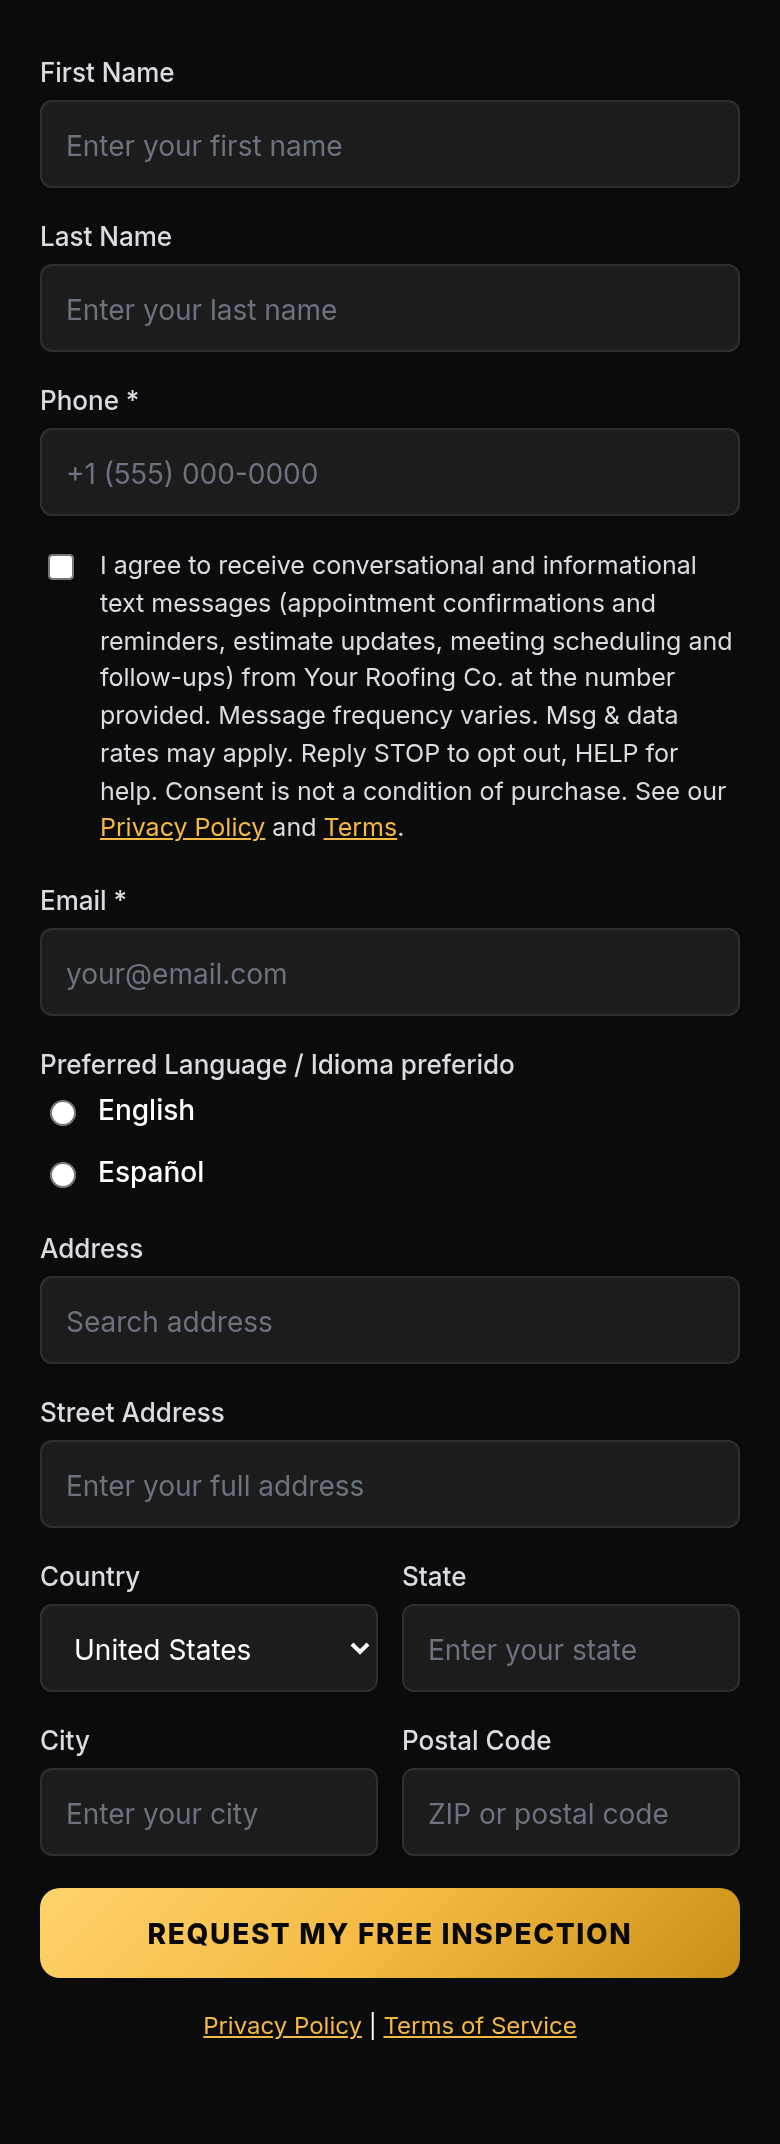 First Name
Enter your first name
Last Name
Enter your last name
Phone *
+1 (555) 000-0000
I agree to receive conversational and informational
text messages (appointment confirmations and
reminders, estimate updates, meeting scheduling and
follow-ups) from Your Roofing Co. at the number
provided. Message frequency varies. Msg & data
rates may apply. Reply STOP to opt out, HELP for
help. Consent is not a condition of purchase. See our
Privacy Policy and Terms.
Email *
your@email.com
Preferred Language / Idioma preferido
English
Español
Address
Search address
Street Address
Enter your full address
Country State
United States Enter your state
City Postal Code
Enter your city ZIP or postal code
REQUEST MY FREE INSPECTION
Privacy Policy | Terms of Service